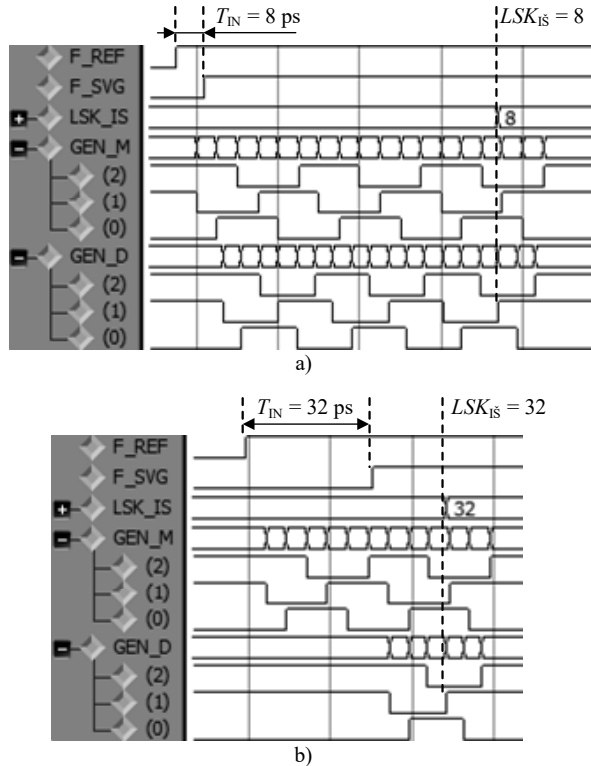 T_IN = 8 ps
LSK_IŠ = 8
F_REF
F_SVG
LSK_IS
8
GEN_M
(2)
(1)
(0)
GEN_D
(2)
(1)
(0)
a)
T_IN = 32 ps
LSK_IŠ = 32
F_REF
F_SVG
LSK_IS
32
GEN_M
(2)
(1)
(0)
GEN_D
(2)
(1)
(0)
b)